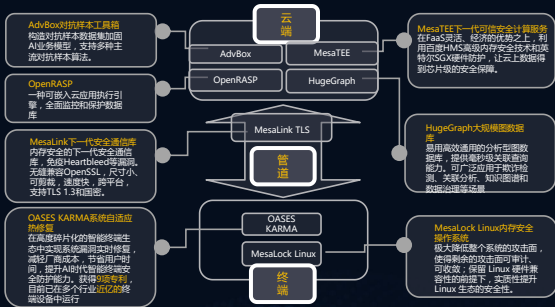 AdvBox对抗样本工具箱
构造对抗样本数据集加固
AI业务模型，支持多种主
流对抗样本算法。
OpenRASP
一种可嵌入云应用执行引
擎，全面监控和保护数据
库
MesaLink下一代安全通信库
内存安全的下一代安全通信
库，免疫Heartbleed等漏洞。
无缝兼容OpenSSL，尺寸小、
可剪裁，速度快，跨平台，
支持TLS 1.3和国密。
OASES KARMA系统自适应
热修复
在高度碎片化的智能终端生
态中实现系统漏洞实时修复，
减轻厂商成本，节省用户时
间，提升AI时代智能终端安
全防护能力。获得9项专利，
目前已在多个行业近亿的终
端设备中运行
云
端
AdvBox
MesaTEE
OpenRASP
HugeGraph
MesaLink TLS
管
道
OASES
KARMA
MesaLock Linux
终
端
MesaTEE下一代可信安全计算服务
在FaaS灵活、经济的优势之上，利
用百度HMS高级内存安全技术和英
特尔SGX硬件防护，让云上数据得
到芯片级的安全保障。
HugeGraph大规模图数据
库
易用高效通用的分析型图数
据库，提供毫秒级关联查询
能力。可广泛应用于欺诈检
测、关联分析、知识图谱和
数据治理等场景
MesaLock Linux内存安全
操作系统
极大降低整个系统的攻击面，
使得剩余的攻击面可审计、
可收敛；保留 Linux 硬件兼
容性的前提下，实质性提升
Linux 生态的安全性。